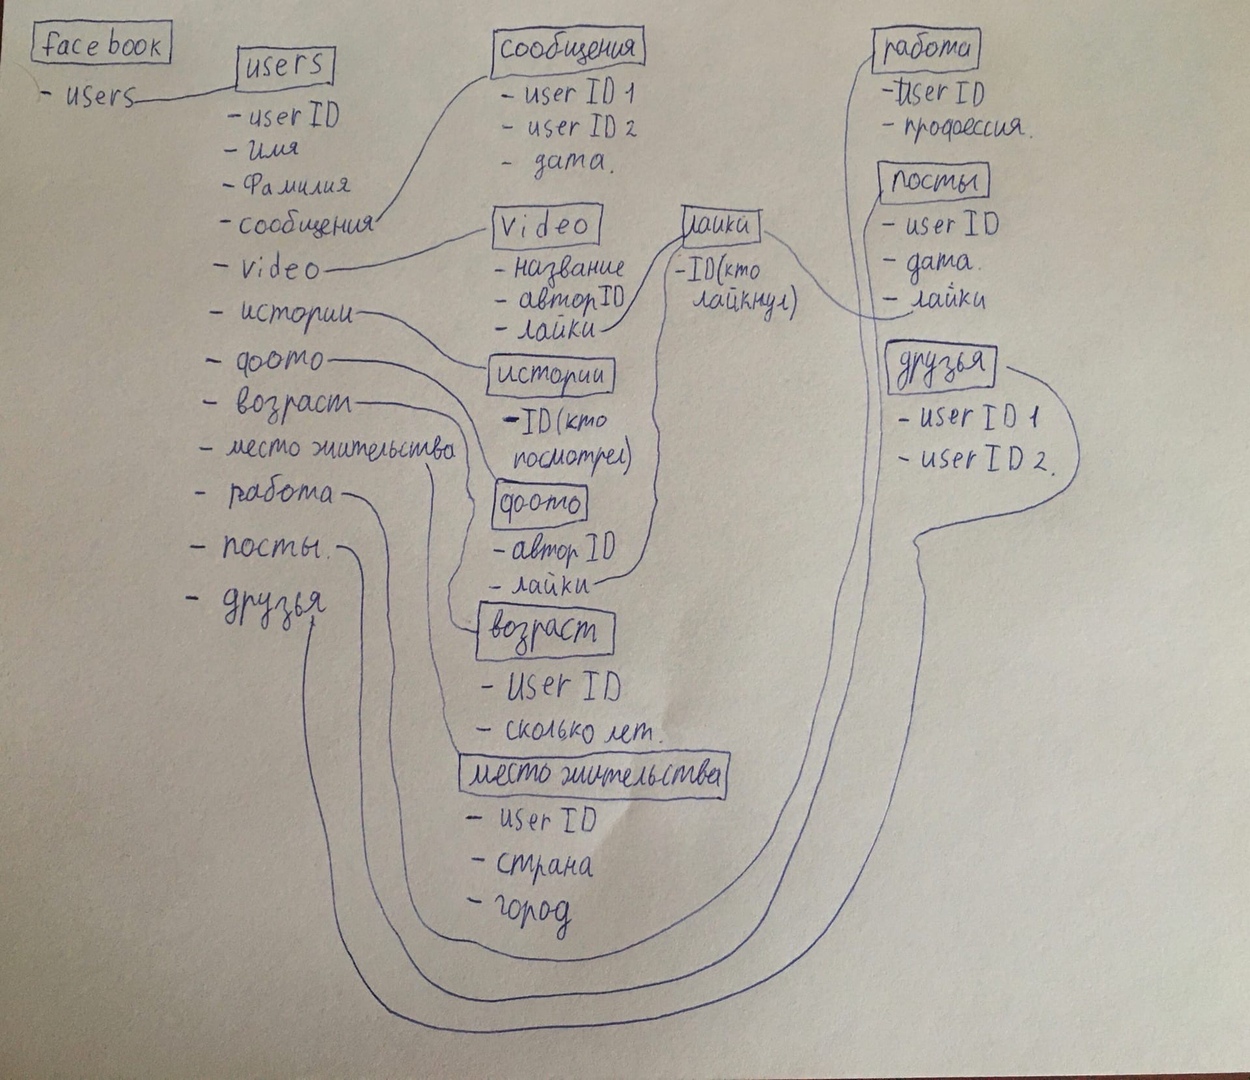 facebook
- users
users
- user ID
- Имя
- Фамилия
- сообщения
- video
- истории
- фото
- возраст
- место жительства
- работа
- посты.
- друзья
сообщения
- user ID 1
- user ID 2
- дата.
video
- название
- автор ID
- лайки
истории
- ID (кто
посмотрел)
фото
- автор ID
- лайки
возраст
- user ID
- сколько лет.
место жительства
- user ID
- страна
- город
лайки
- ID (кто
лайкнул)
работа
- user ID
- профессия.
посты
- user ID
- дата.
- лайки
друзья
- user ID 1
- user ID 2.